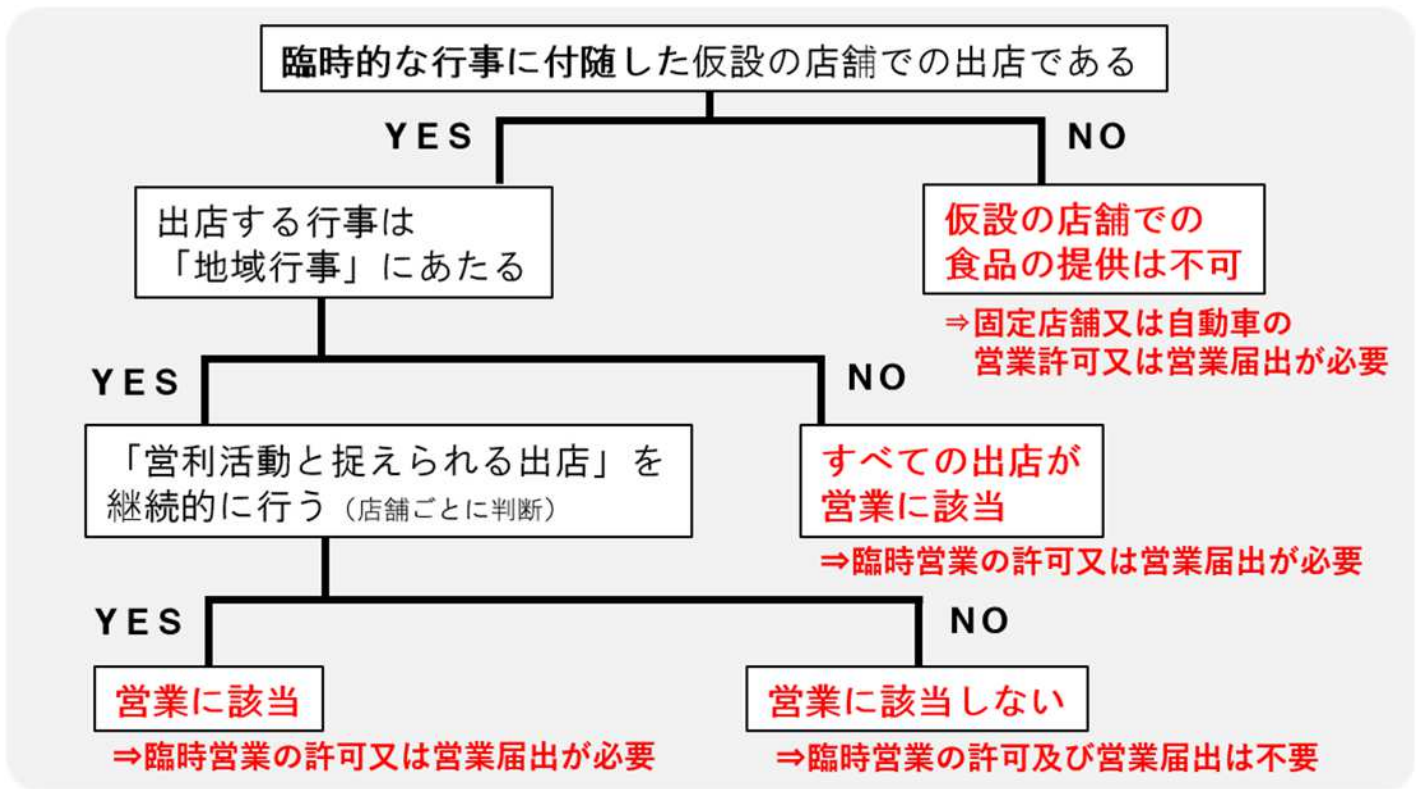 臨時的な行事に付随した仮設の店舗での出店である
YES
NO
出店する行事は
「地域行事」にあたる
仮設の店舗での
食品の提供は不可
⇒固定店舗又は自動車の
営業許可又は営業届出が必要
YES
NO
「営利活動と捉えられる出店」を
継続的に行う（店舗ごとに判断）
すべての出店が
営業に該当
⇒臨時営業の許可又は営業届出が必要
YES
NO
営業に該当
営業に該当しない
⇒臨時営業の許可又は営業届出が必要
⇒臨時営業の許可及び営業届出は不要